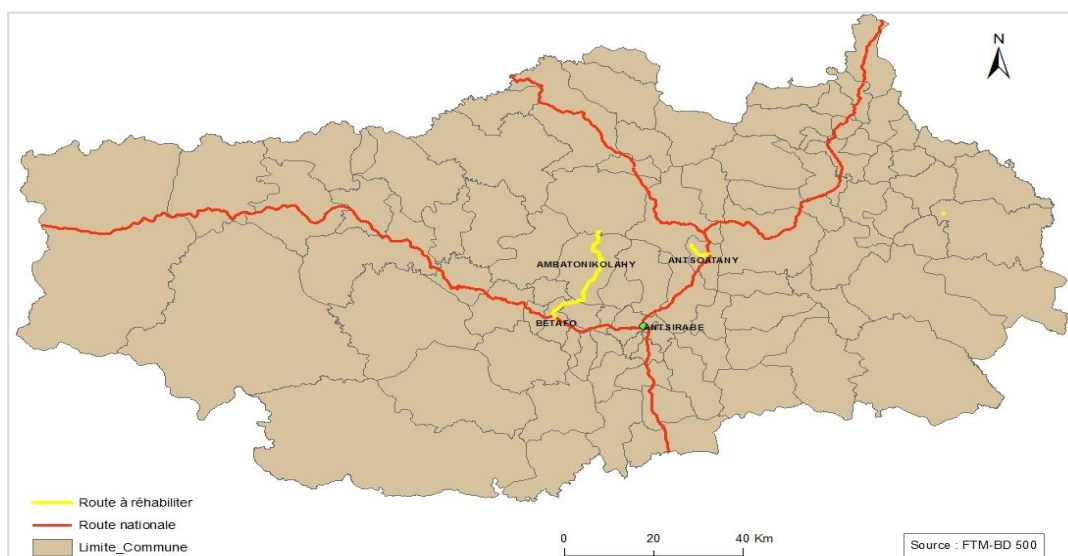 N
AMBATONIKOLAHY
ANTSOATANY
BETAFO
ANTSIRABE
Route à réhabiliter
Route nationale
Limite_Commune
0 20 40 Km
Source : FTM-BD 500